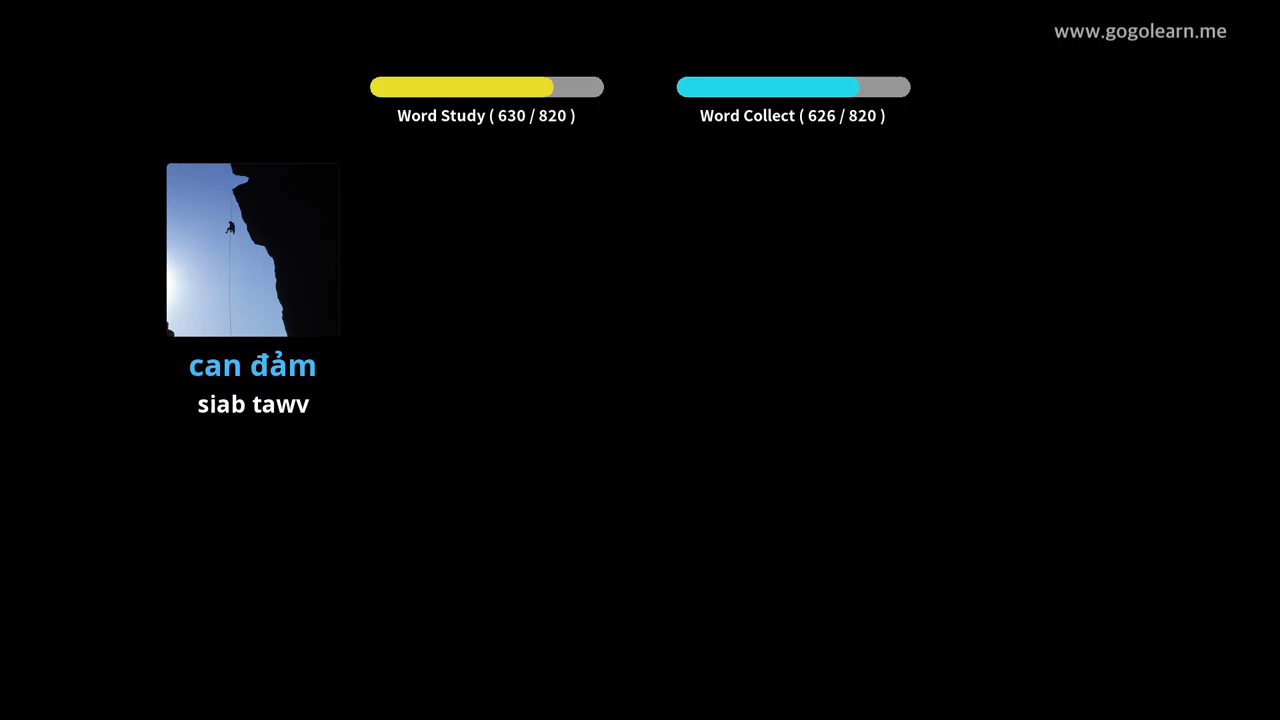 www.gogolearn.me
Word Study ( 630 / 820 )
Word Collect ( 626 / 820 )
can đảm
siab tawv